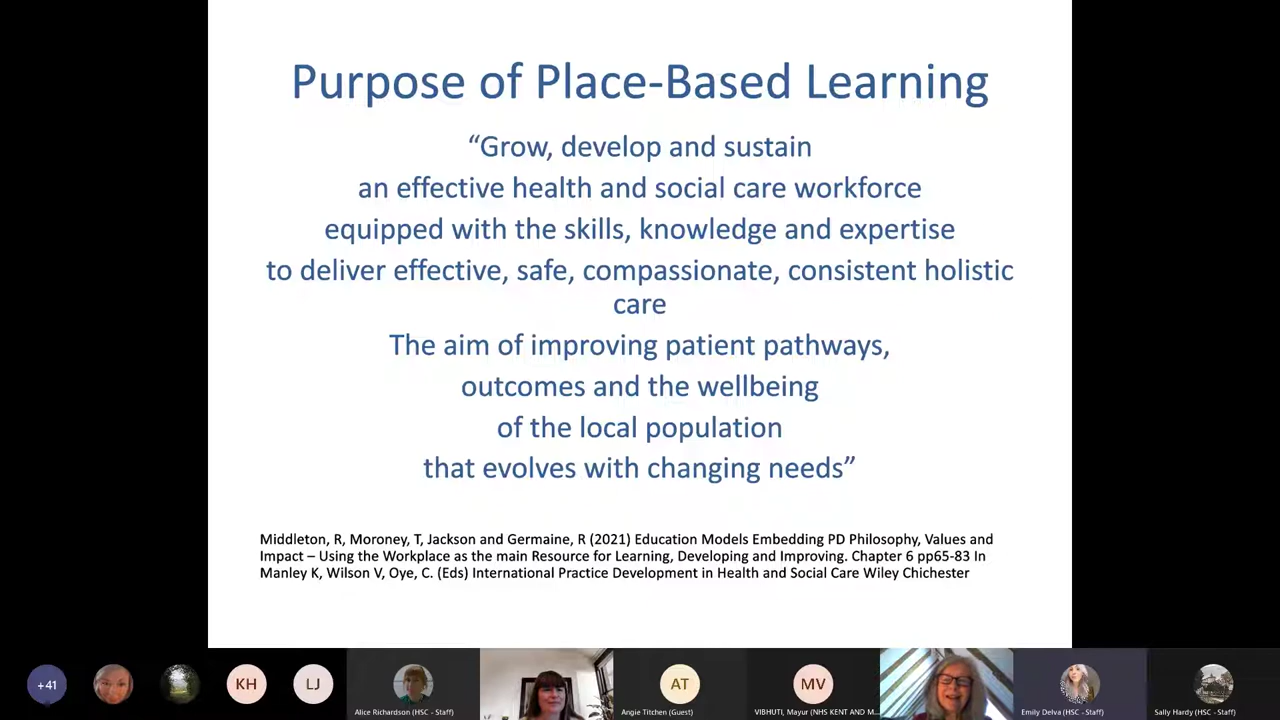 Purpose of Place-Based Learning
“Grow, develop and sustain
an effective health and social care workforce
equipped with the skills, knowledge and expertise
to deliver effective, safe, compassionate, consistent holistic
care
The aim of improving patient pathways,
outcomes and the wellbeing
of the local population
that evolves with changing needs”
Middleton, R, Moroney, T, Jackson and Germaine, R (2021) Education Models Embedding PD Philosophy, Values and
Impact – Using the Workplace as the main Resource for Learning, Developing and Improving. Chapter 6 pp65-83 In
Manley K, Wilson V, Oye, C. (Eds) International Practice Development in Health and Social Care Wiley Chichester
+41
KH
LJ
Alice Richardson (HSC - Staff)
AT
Angie Titchen (Guest)
MV
VIBHUTI, Mayur (NHS KENT AND M...
Emily Delva (HSC - Staff)
Sally Hardy (HSC - Staff)